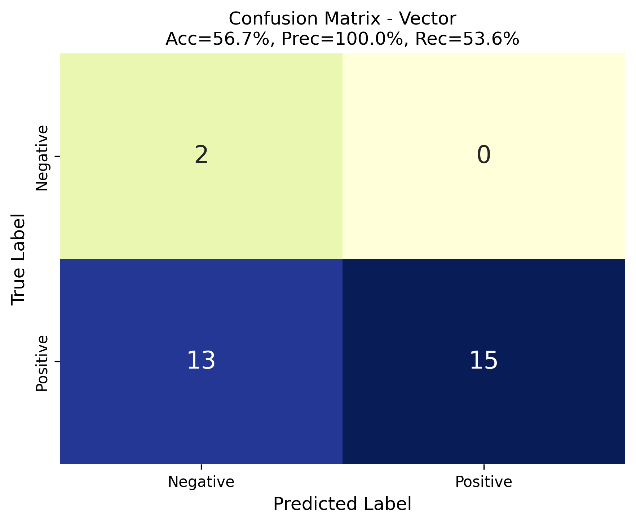 Confusion Matrix - Vector
Acc=56.7%, Prec=100.0%, Rec=53.6%
True Label
Negative
2
0
Positive
13
15
Negative
Positive
Predicted Label